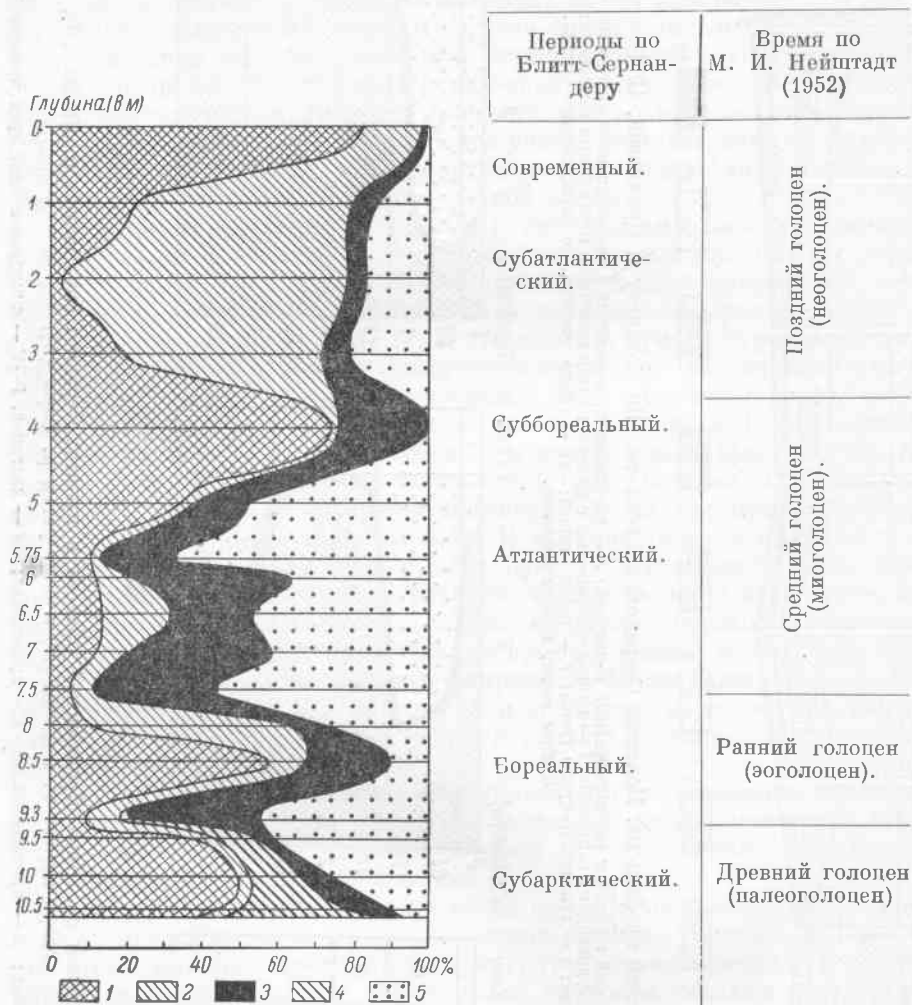 Периоды по
Блитт-Сернан-
деру
Время по
М. И. Нейштадт
(1952)
Глубина(в м)
0
1
2
3
4
5
5.75
6
6.5
7
7.5
8
8.5
9.3
9.5
10
10.5
0
20
40
60
80
100%
1
2
3
4
5
Современный.
Субатлантиче-
ский.
Суббореальный.
Атлантический.
Бореальный.
Субарктический.
Поздний голоцен
(неоголоцен).
Средний голоцен
(миоголоцен).
Ранний голоцен
(эоголоцен).
Древний голоцен
(палеоголоцен)